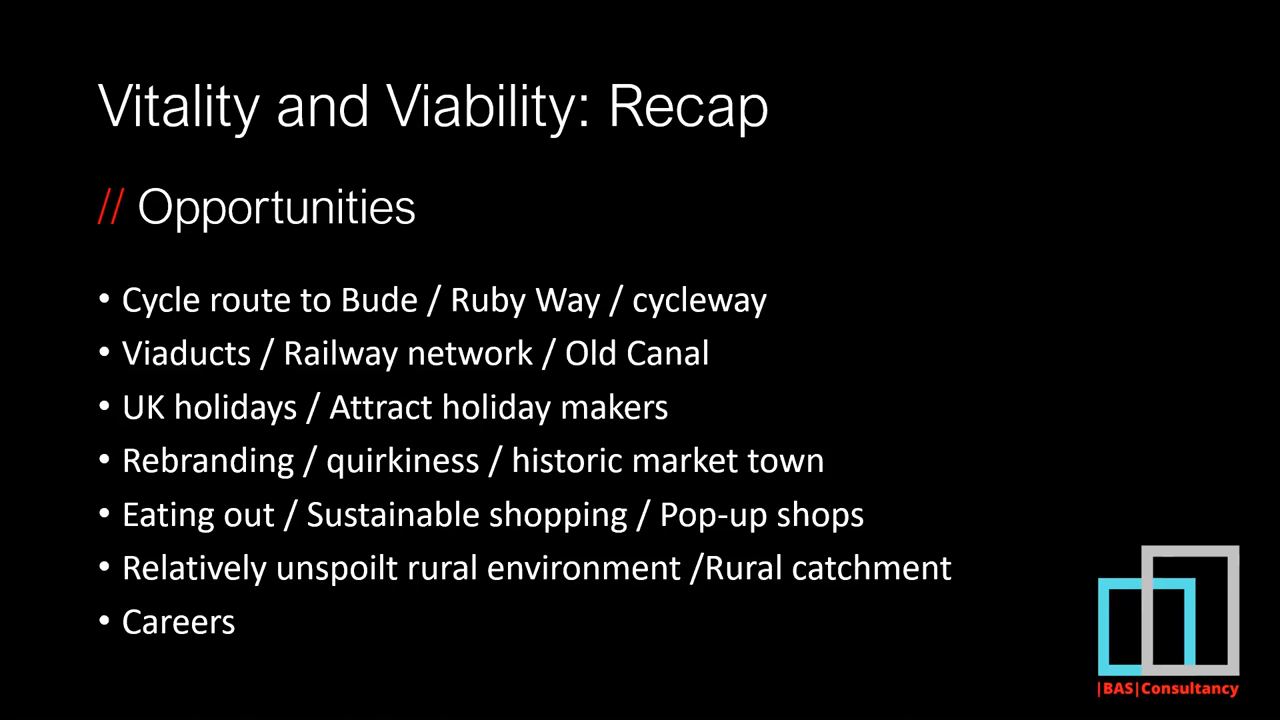 Vitality and Viability: Recap
// Opportunities
• Cycle route to Bude / Ruby Way / cycleway
• Viaducts / Railway network / Old Canal
• UK holidays / Attract holiday makers
• Rebranding / quirkiness / historic market town
• Eating out / Sustainable shopping / Pop-up shops
• Relatively unspoilt rural environment /Rural catchment
• Careers
|BAS|Consultancy